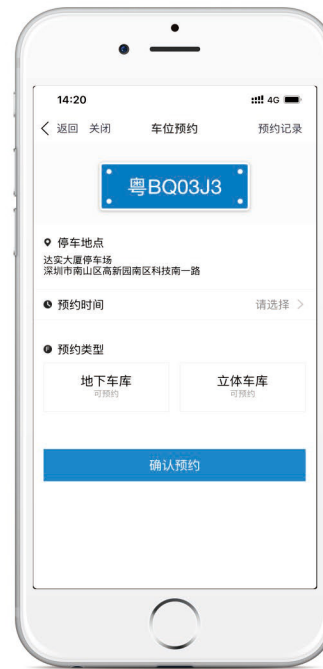 14:20
4G
返回 关闭 车位预约 预约记录
粤BQ03J3
停车地点
达实大厦停车场
深圳市南山区高新园南区科技南一路
预约时间 请选择
P 预约类型
地下车库 立体车库
可预约 可预约
确认预约